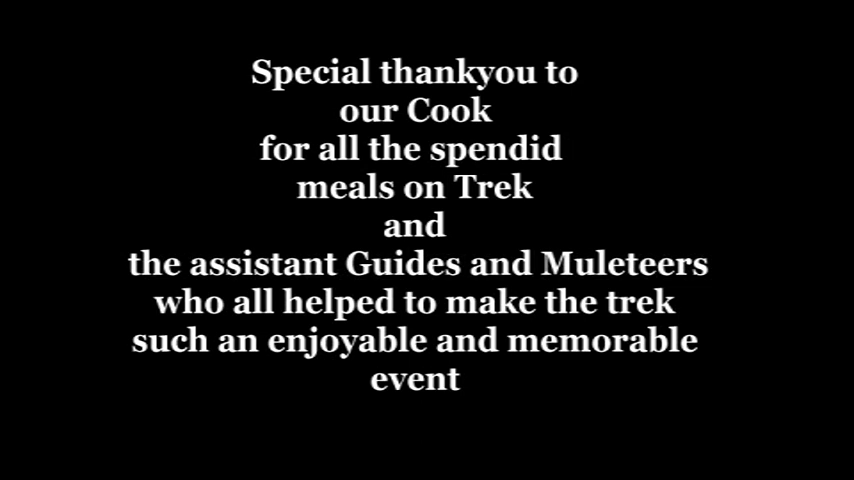 Special thankyou to
our Cook
for all the spendid
meals on Trek
and
the assistant Guides and Muleteers
who all helped to make the trek
such an enjoyable and memorable
event